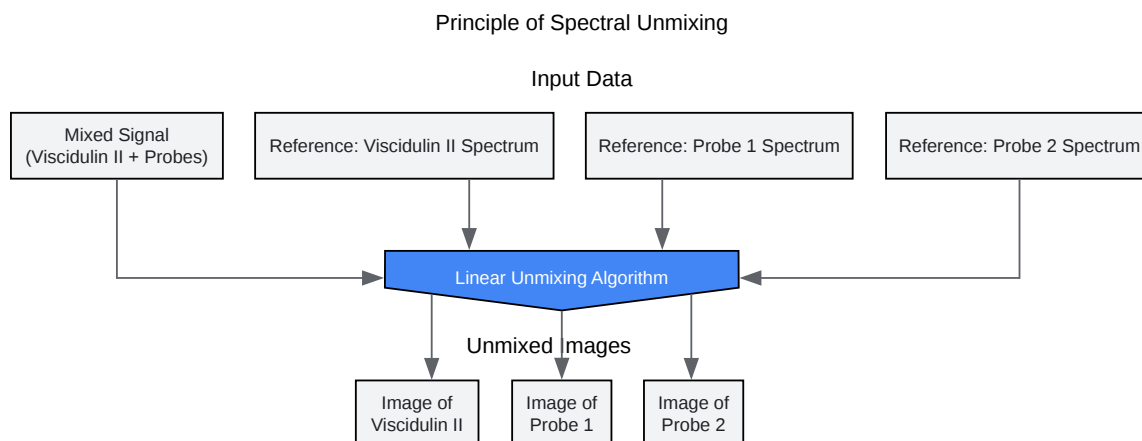 Principle of Spectral Unmixing
Input Data
Mixed Signal
(Viscidulin II + Probes)
Reference: Viscidulin II Spectrum
Reference: Probe 1 Spectrum
Reference: Probe 2 Spectrum
Linear Unmixing Algorithm
Unmixed Images
Image of
Viscidulin II
Image of
Probe 1
Image of
Probe 2